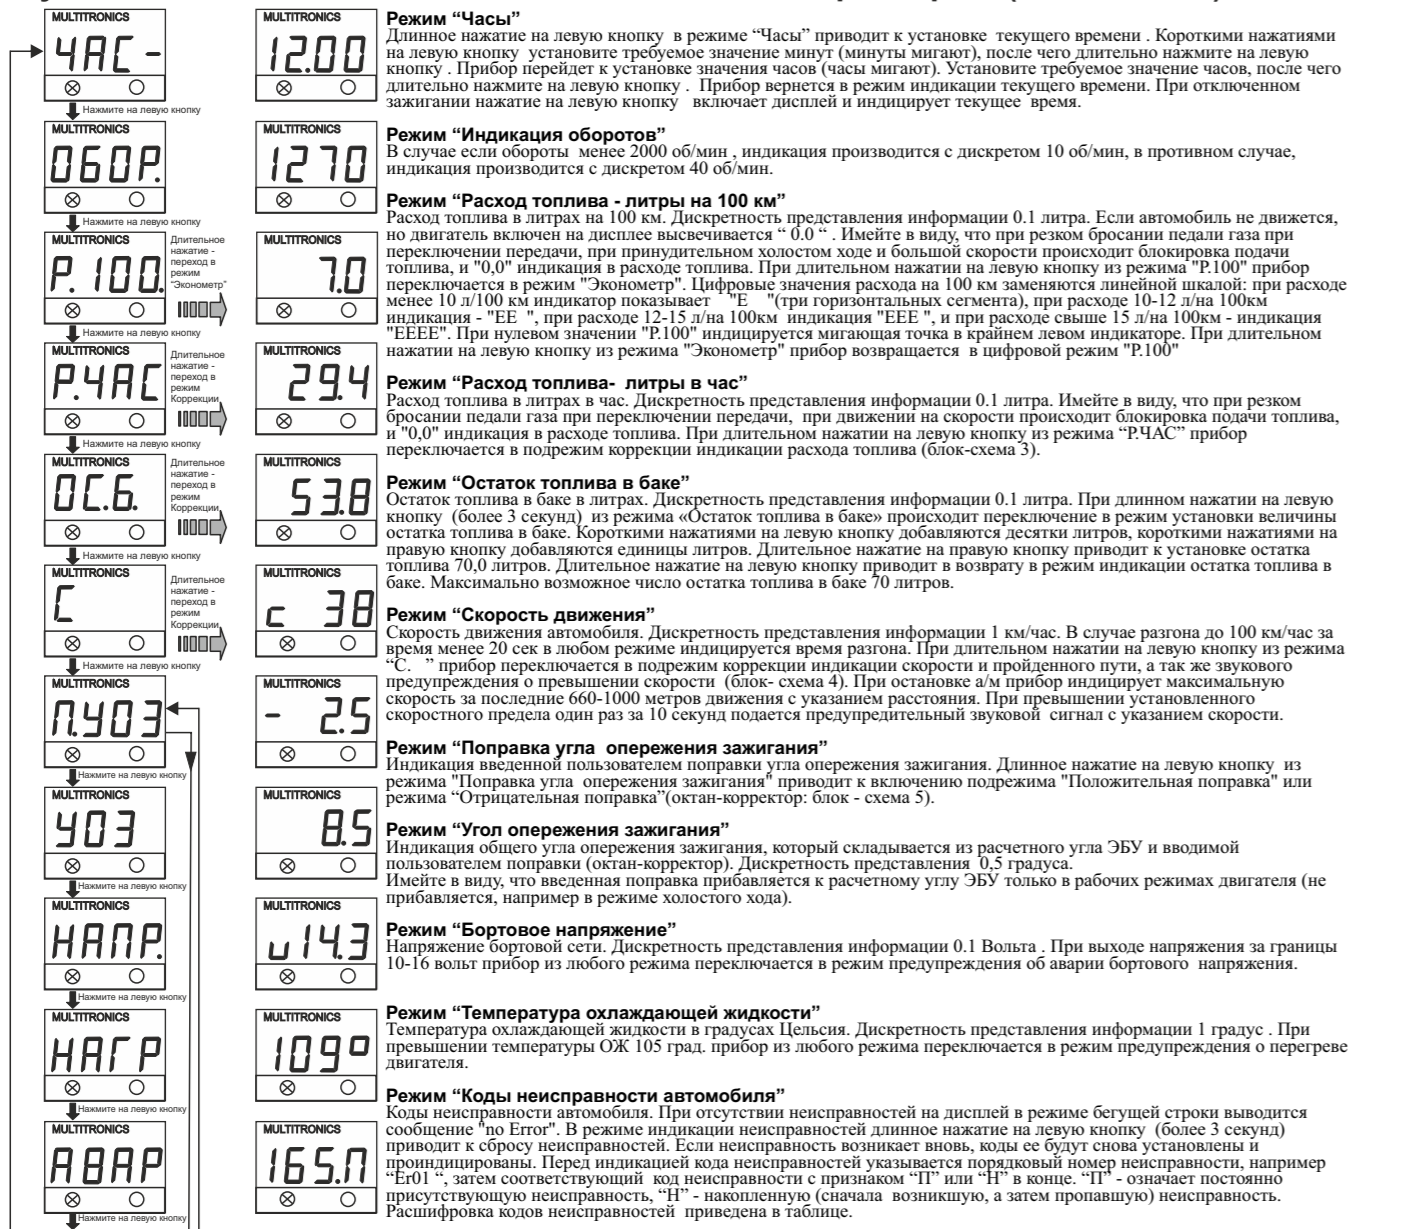 MULTITRONICS
ЧАС-
Нажмите на левую кнопку
MULTITRONICS
12.00
Режим “Часы”
Длинное нажатие на левую кнопку в режиме “Часы” приводит к установке текущего времени . Короткими нажатиями
на левую кнопку установите требуемое значение минут (минуты мигают), после чего длительно нажмите на левую
кнопку . Прибор перейдет к установке значения часов (часы мигают). Установите требуемое значение часов, после чего
длительно нажмите на левую кнопку . Прибор вернется в режим индикации текущего времени. При отключенном
зажигании нажатие на левую кнопку включает дисплей и индицирует текущее время.
MULTITRONICS
ОБОР.
Нажмите на левую кнопку
MULTITRONICS
1270
Режим “Индикация оборотов”
В случае если обороты менее 2000 об/мин , индикация производится с дискретом 10 об/мин, в противном случае,
индикация производится с дискретом 40 об/мин.
MULTITRONICS
Р. 100.
Длительное
нажатие -
переход в
режим
“Эконометр”
Нажмите на левую кнопку
MULTITRONICS
7.0
Режим “Расход топлива - литры на 100 км”
Расход топлива в литрах на 100 км. Дискретность представления информации 0.1 литра. Если автомобиль не движется,
но двигатель включен на дисплее высвечивается “ 0.0 “ . Имейте в виду, что при резком бросании педали газа при
переключении передачи, при принудительном холостом ходе и большой скорости происходит блокировка подачи
топлива, и "0,0" индикация в расходе топлива. При длительном нажатии на левую кнопку из режима "Р.100" прибор
переключается в режим "Эконометр". Цифровые значения расхода на 100 км заменяются линейной шкалой: при расходе
менее 10 л/100 км индикатор показывает "Е "(три горизонтальных сегмента), при расходе 10-12 л/на 100км
индикация - "ЕЕ ", при расходе 12-15 л/на 100км индикация "ЕЕЕ ", и при расходе свыше 15 л/на 100км - индикация
"ЕЕЕЕ". При нулевом значении "Р.100" индицируется мигающая точка в крайнем левом индикаторе. При длительном
нажатии на левую кнопку из режима "Эконометр" прибор возвращается в цифровой режим "Р.100"
MULTITRONICS
Р.ЧАС
Длительное
нажатие -
переход в
режим
Коррекции
Нажмите на левую кнопку
MULTITRONICS
29.4
Режим “Расход топлива- литры в час”
Расход топлива в литрах в час. Дискретность представления информации 0.1 литра. Имейте в виду, что при резком
бросании педали газа при переключении передачи, при движении на скорости происходит блокировка подачи топлива,
и "0,0" индикация в расходе топлива. При длительном нажатии на левую кнопку из режима “Р.ЧАС” прибор
переключается в подрежим коррекции индикации расхода топлива (блок-схема 3).
MULTITRONICS
ОС.Б.
Длительное
нажатие -
переход в
режим
Коррекции
Нажмите на левую кнопку
MULTITRONICS
53.8
Режим “Остаток топлива в баке”
Остаток топлива в баке в литрах. Дискретность представления информации 0.1 литра. При длинном нажатии на левую
кнопку (более 3 секунд) из режима «Остаток топлива в баке» происходит переключение в режим установки величины
остатка топлива в баке. Короткими нажатиями на левую кнопку добавляются десятки литров, короткими нажатиями на
правую кнопку добавляются единицы литров. Длительное нажатие на правую кнопку приводит к установке остатка
топлива 70,0 литров. Длительное нажатие на левую кнопку приводит в возврату в режим индикации остатка топлива в
баке. Максимально возможное число остатка топлива в баке 70 литров.
MULTITRONICS
С
Длительное
нажатие -
переход в
режим
Коррекции
Нажмите на левую кнопку
MULTITRONICS
с 38
Режим “Скорость движения”
Скорость движения автомобиля. Дискретность представления информации 1 км/час. В случае разгона до 100 км/час за
время менее 20 сек в любом режиме индицируется время разгона. При длительном нажатии на левую кнопку из режима
“С. ” прибор переключается в подрежим коррекции индикации скорости и пройденного пути, а так же звукового
предупреждения о превышении скорости (блок- схема 4). При остановке а/м прибор индицирует максимальную
скорость за последние 660-1000 метров движения с указанием расстояния. При превышении установленного
скоростного предела один раз за 10 секунд подается предупредительный звуковой сигнал с указанием скорости.
MULTITRONICS
П.УОЗ
Нажмите на левую кнопку
MULTITRONICS
- 2.5
Режим “Поправка угла опережения зажигания”
Индикация введенной пользователем поправки угла опережения зажигания. Длинное нажатие на левую кнопку из
режима "Поправка угла опережения зажигания" приводит к включению подрежима "Положительная поправка" или
режима “Отрицательная поправка”(октан-корректор: блок - схема 5).
MULTITRONICS
УОЗ
Нажмите на левую кнопку
MULTITRONICS
8.5
Режим “Угол опережения зажигания”
Индикация общего угла опережения зажигания, который складывается из расчетного угла ЭБУ и вводимой
пользователем поправки (октан-корректор). Дискретность представления 0,5 градуса.
Имейте в виду, что введенная поправка прибавляется к расчетному углу ЭБУ только в рабочих режимах двигателя (не
прибавляется, например в режиме холостого хода).
MULTITRONICS
НАПР.
Нажмите на левую кнопку
MULTITRONICS
u14.3
Режим “Бортовое напряжение”
Напряжение бортовой сети. Дискретность представления информации 0.1 Вольта . При выходе напряжения за границы
10-16 вольт прибор из любого режима переключается в режим предупреждения об аварии бортового напряжения.
MULTITRONICS
НАГР
Нажмите на левую кнопку
MULTITRONICS
109°
Режим “Температура охлаждающей жидкости”
Температура охлаждающей жидкости в градусах Цельсия. Дискретность представления информации 1 градус . При
превышении температуры ОЖ 105 град. прибор из любого режима переключается в режим предупреждения о перегреве
двигателя.
MULTITRONICS
АВАР
Нажмите на левую кнопку
MULTITRONICS
165.П
Режим “Коды неисправности автомобиля”
Коды неисправности автомобиля. При отсутствии неисправностей на дисплей в режиме бегущей строки выводится
сообщение "no Error". В режиме индикации неисправностей длинное нажатие на левую кнопку (более 3 секунд)
приводит к сбросу неисправностей. Если неисправность возникает вновь, коды ее будут снова установлены и
проиндицированы. Перед индикацией кода неисправностей указывается порядковый номер неисправности, например
“Er01 “, затем соответствующий код неисправности с признаком “П” или “Н” в конце. “П” - означает постоянно
присутствующую неисправность, “Н” - накопленную (сначала возникшую, а затем пропавшую) неисправность.
Расшифровка кодов неисправностей приведена в таблице.